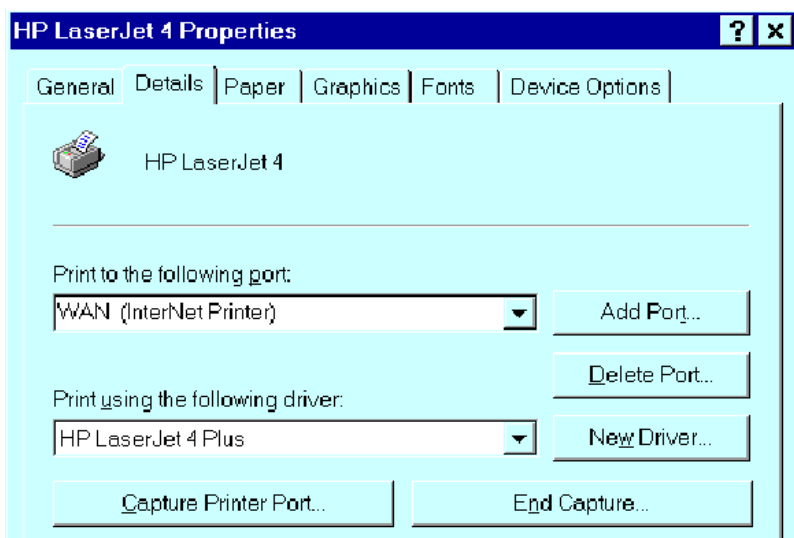 HP LaserJet 4 Properties ? ×
General Details Paper Graphics Fonts Device Options
HP LaserJet 4
Print to the following port:
WAN (InterNet Printer) Add Port...
Delete Port...
Print using the following driver:
HP LaserJet 4 Plus New Driver...
Capture Printer Port... End Capture...